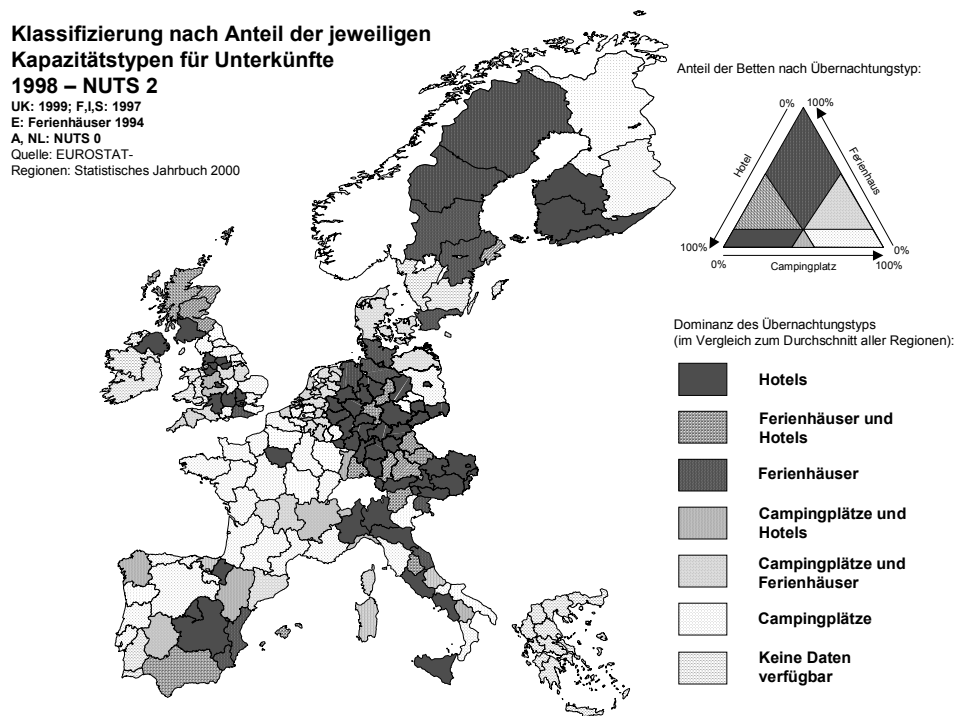 Klassifizierung nach Anteil der jeweiligen
Kapazitätstypen für Unterkünfte
1998 – NUTS 2
UK: 1999; F,I,S: 1997
E: Ferienhäuser 1994
A, NL: NUTS 0
Quelle: EUROSTAT-
Regionen: Statistisches Jahrbuch 2000
Anteil der Betten nach Übernachtungstyp:
0% 100%
Hotel
Ferienhaus
100% 0%
0% Campingplatz 100%
Dominanz des Übernachtungstyps
(im Vergleich zum Durchschnitt aller Regionen):
Hotels
Ferienhäuser und
Hotels
Ferienhäuser
Campingplätze und
Hotels
Campingplätze und
Ferienhäuser
Campingplätze
Keine Daten
verfügbar